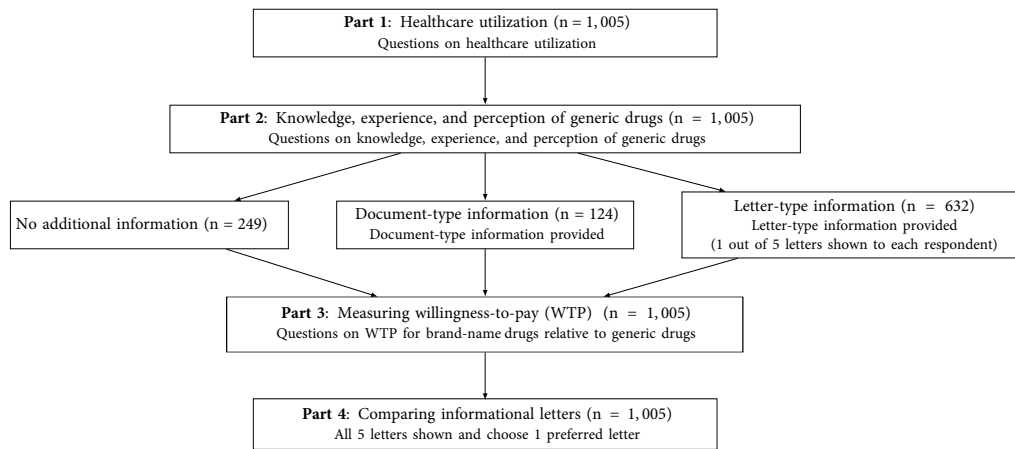 Part 1: Healthcare utilization (n = 1, 005)
Questions on healthcare utilization
Part 2: Knowledge, experience, and perception of generic drugs (n = 1, 005)
Questions on knowledge, experience, and perception of generic drugs
No additional information (n = 249)
Document-type information (n = 124)
Document-type information provided
Letter-type information (n = 632)
Letter-type information provided
(1 out of 5 letters shown to each respondent)
Part 3: Measuring willingness-to-pay (WTP) (n = 1, 005)
Questions on WTP for brand-name drugs relative to generic drugs
Part 4: Comparing informational letters (n = 1, 005)
All 5 letters shown and choose 1 preferred letter